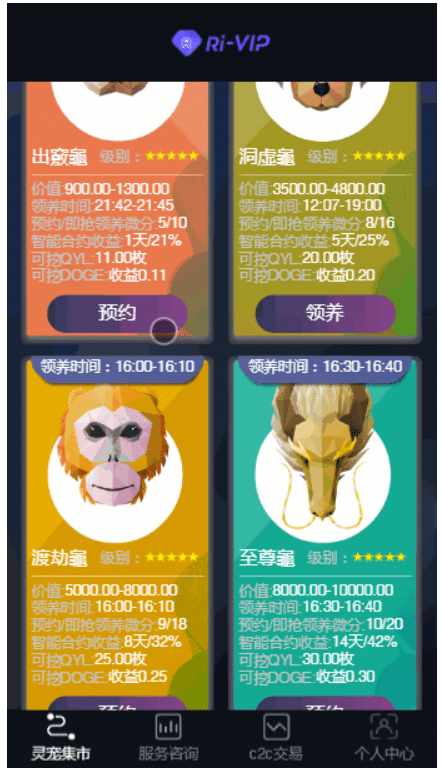 Ri-VIP
出竅龜 级别：★★★★★
价值:900.00-1300.00
领养时间:21:42-21:45
预约/即抢领养微分:5/10
智能合约收益:1天/21%
可挖QYL:11.00枚
可挖DOGE:收益0.11
预约
洞虚龜 级别：★★★★★
价值:3500.00-4800.00
领养时间:12:07-19:00
预约/即抢领养微分:8/16
智能合约收益:5天/25%
可挖QYL:20.00枚
可挖DOGE:收益0.20
领养
领养时间：16:00-16:10
渡劫龜 级别：★★★★★
价值:5000.00-8000.00
领养时间:16:00-16:10
预约/即抢领养微分:9/18
智能合约收益:8天/32%
可挖QYL:25.00枚
可挖DOGE:收益0.25
预约
领养时间：16:30-16:40
至尊龜 级别：★★★★★
价值:8000.00-10000.00
领养时间:16:30-16:40
预约/即抢领养微分:10/20
智能合约收益:14天/42%
可挖QYL:30.00枚
可挖DOGE:收益0.30
预约
灵宠集市
服务咨询
c2c交易
个人中心